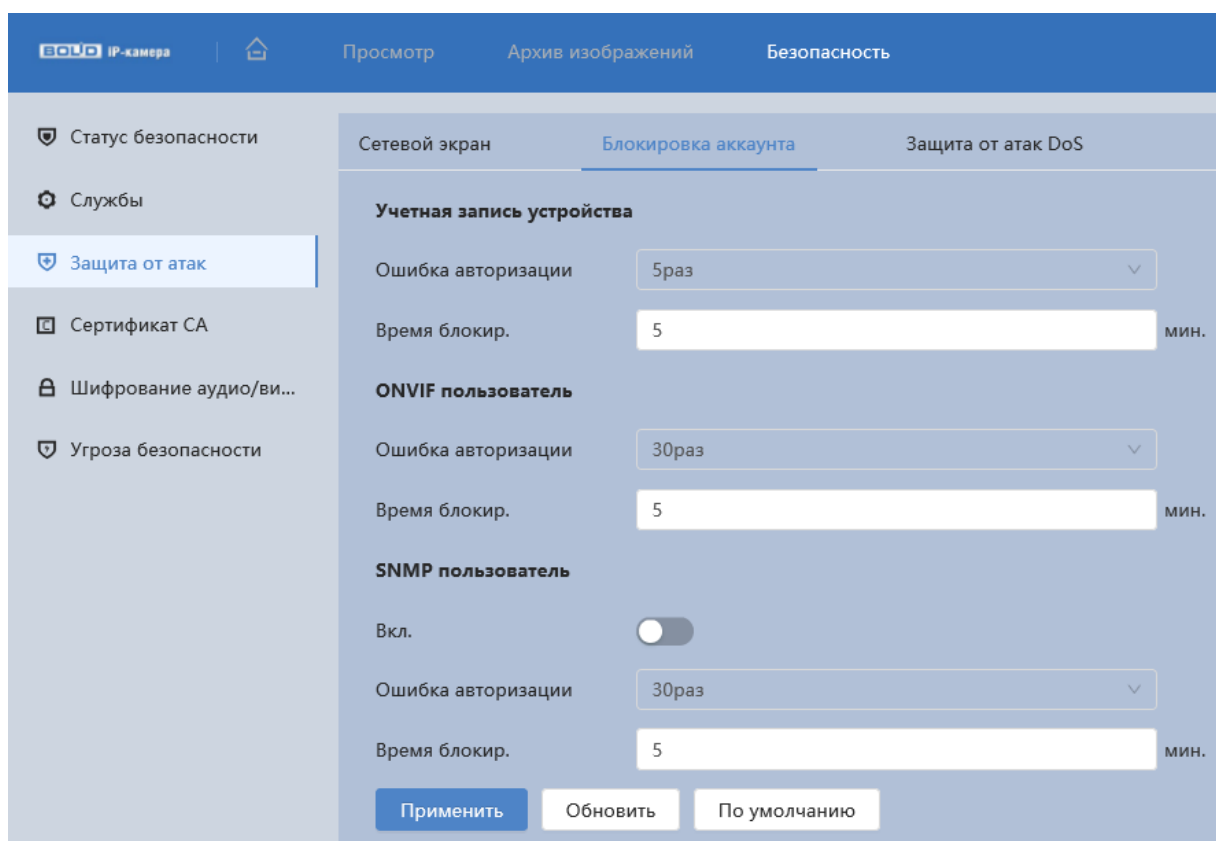 BOLID IP-камера
Просмотр
Архив изображений
Безопасность
Статус безопасности
Службы
Защита от атак
Сертификат CA
Шифрование аудио/ви...
Угроза безопасности
Сетевой экран
Блокировка аккаунта
Защита от атак DoS
Учетная запись устройства
Ошибка авторизации 5раз
Время блокир. 5 мин.
ONVIF пользователь
Ошибка авторизации 30раз
Время блокир. 5 мин.
SNMP пользователь
Вкл.
Ошибка авторизации 30раз
Время блокир. 5 мин.
Применить
Обновить
По умолчанию